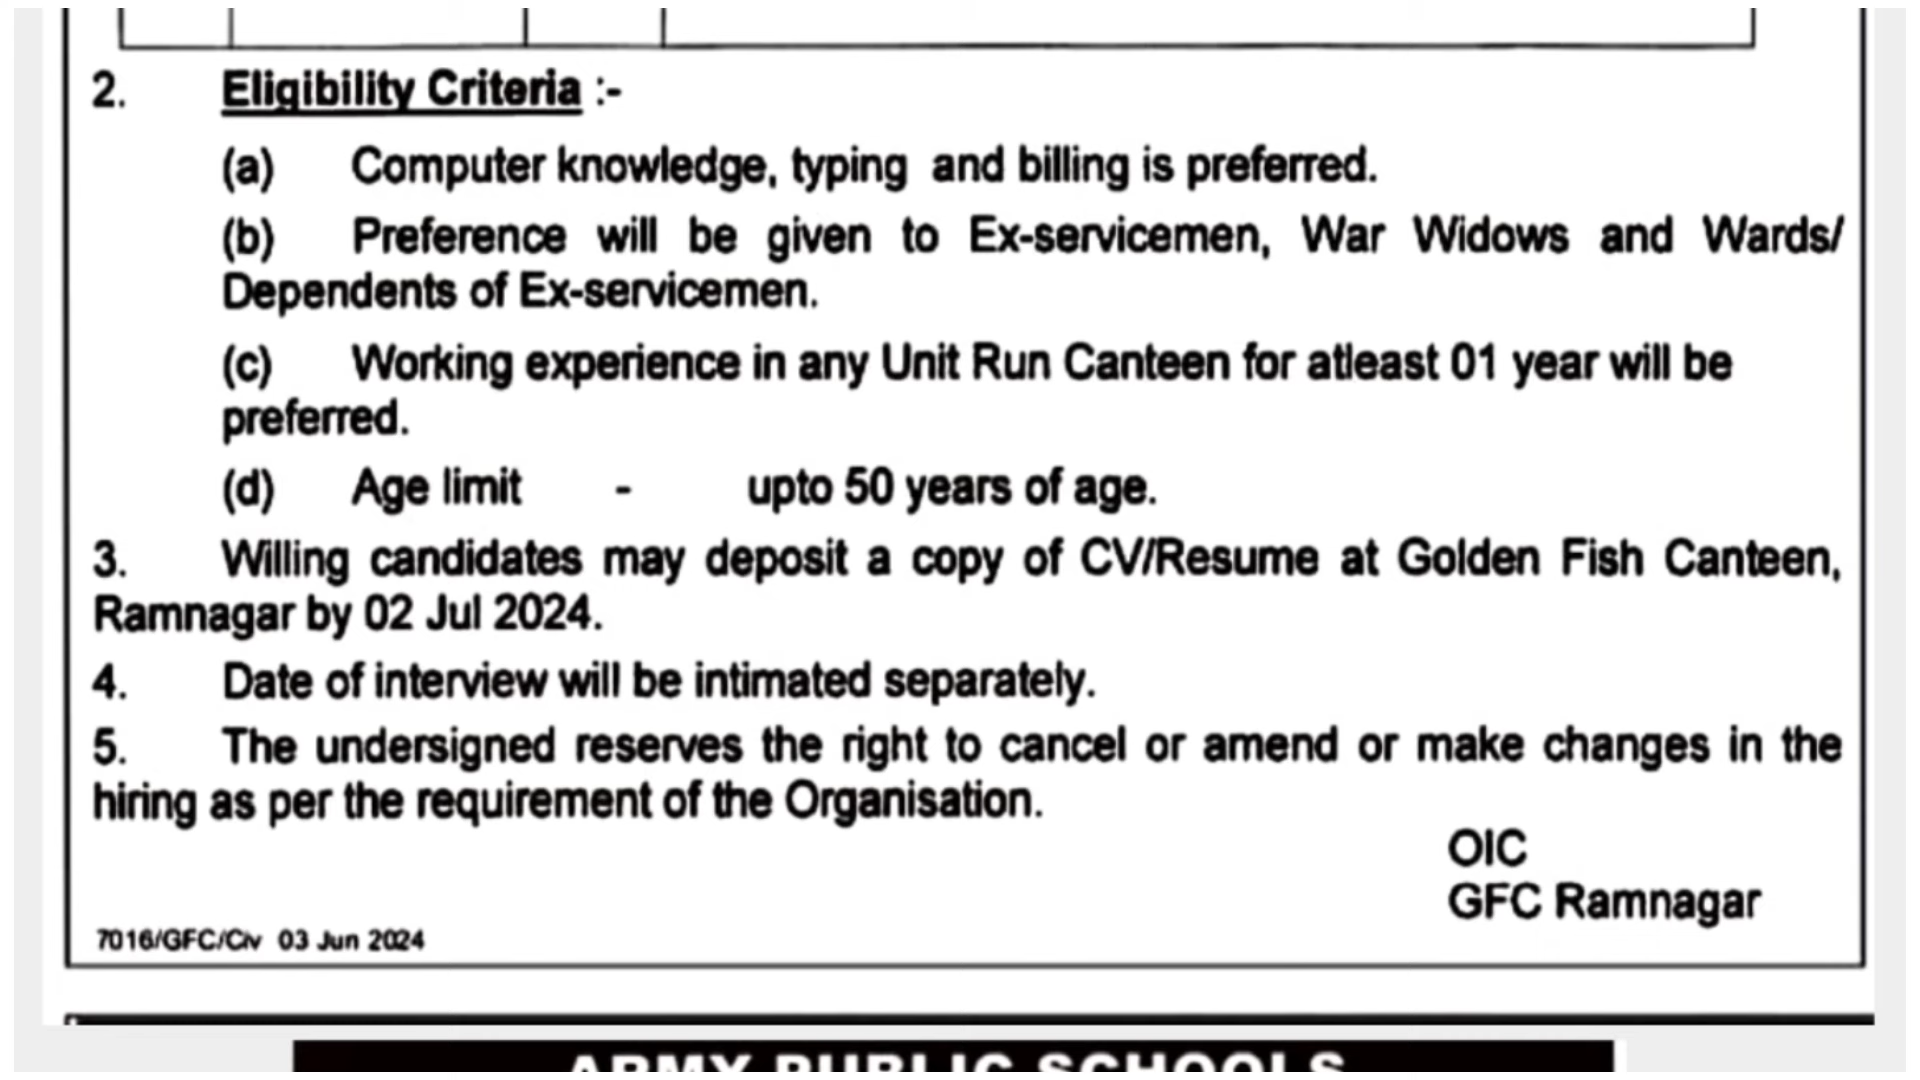 2. Eligibility Criteria :-
(a) Computer knowledge, typing and billing is preferred.
(b) Preference will be given to Ex-servicemen, War Widows and Wards/
Dependents of Ex-servicemen.
(c) Working experience in any Unit Run Canteen for atleast 01 year will be
preferred.
(d) Age limit - upto 50 years of age.
3. Willing candidates may deposit a copy of CV/Resume at Golden Fish Canteen,
Ramnagar by 02 Jul 2024.
4. Date of interview will be intimated separately.
5. The undersigned reserves the right to cancel or amend or make changes in the
hiring as per the requirement of the Organisation.
OIC
GFC Ramnagar
7016/GFC/Civ 03 Jun 2024
ARMY PUBLIC SCHOOLS